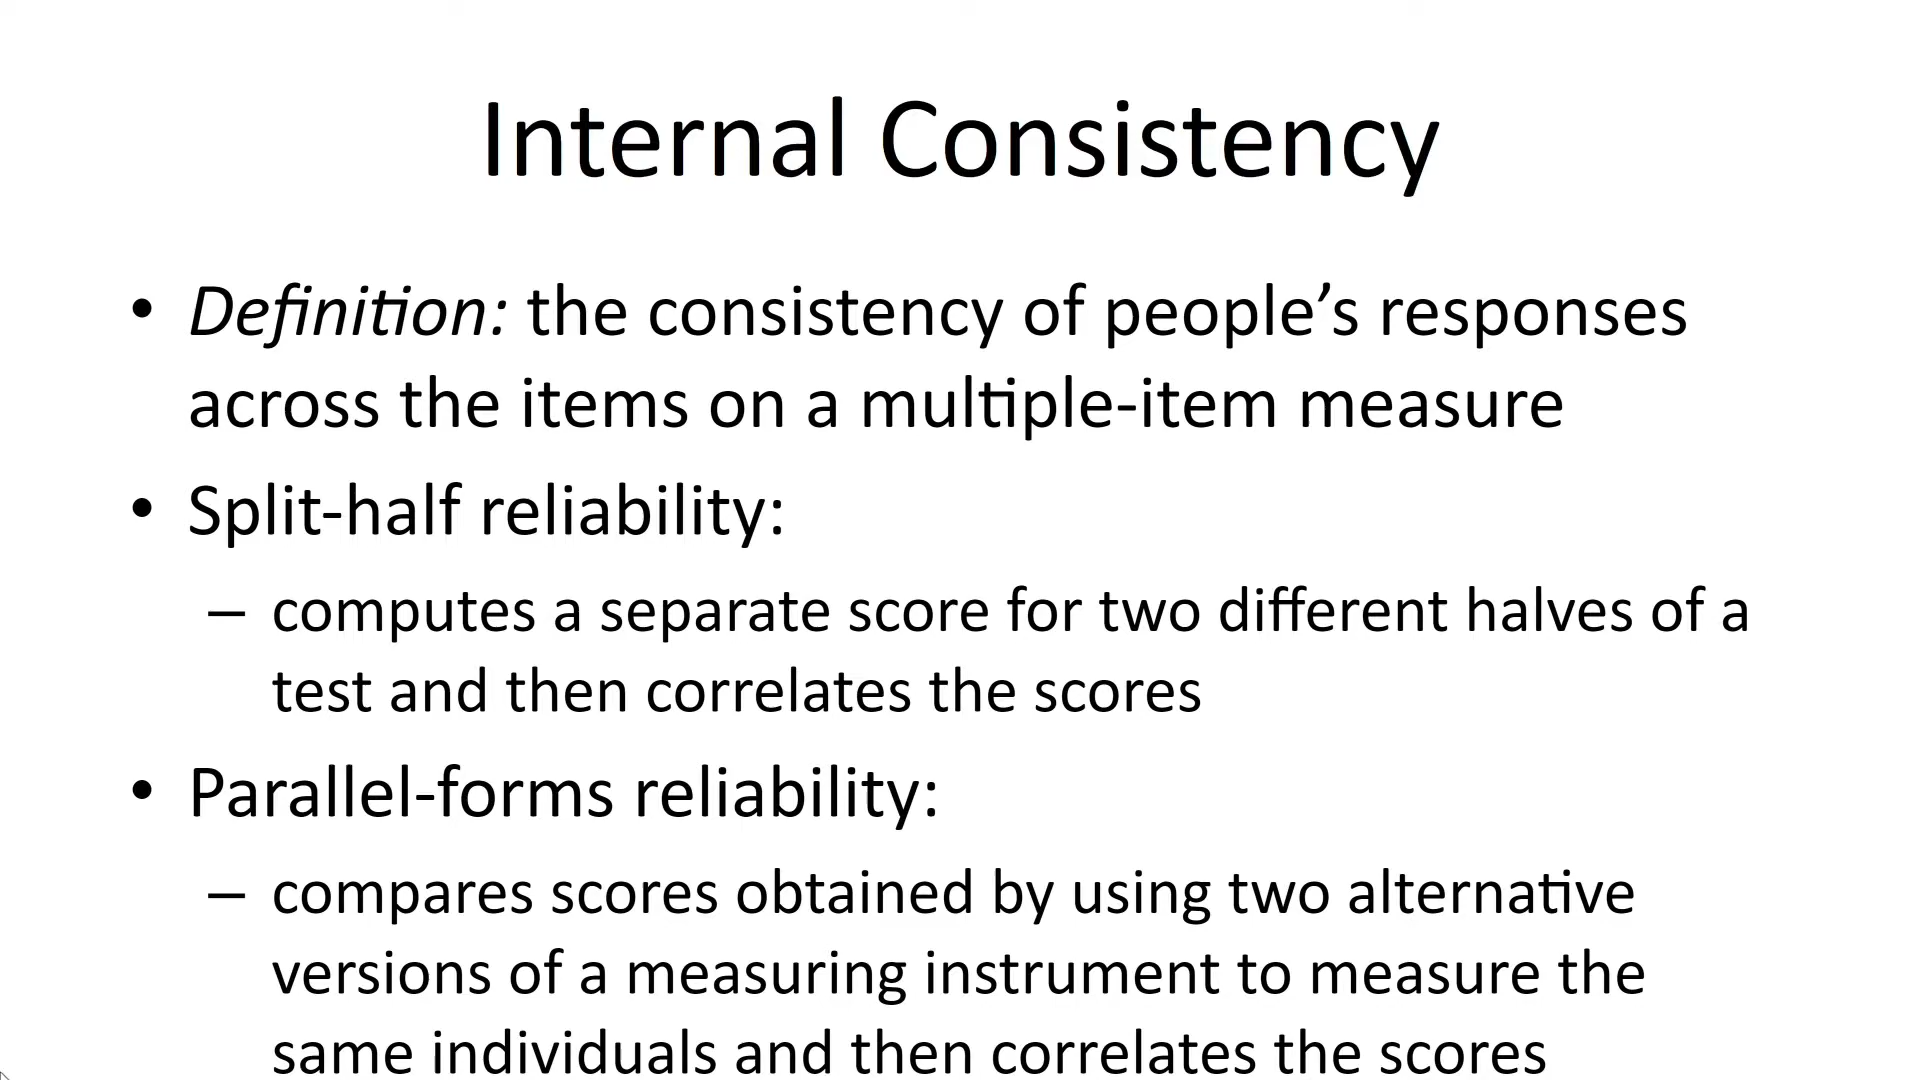 Internal Consistency
• Definition: the consistency of people’s responses
across the items on a multiple-item measure
• Split-half reliability:
– computes a separate score for two different halves of a
test and then correlates the scores
• Parallel-forms reliability:
– compares scores obtained by using two alternative
versions of a measuring instrument to measure the
same individuals and then correlates the scores